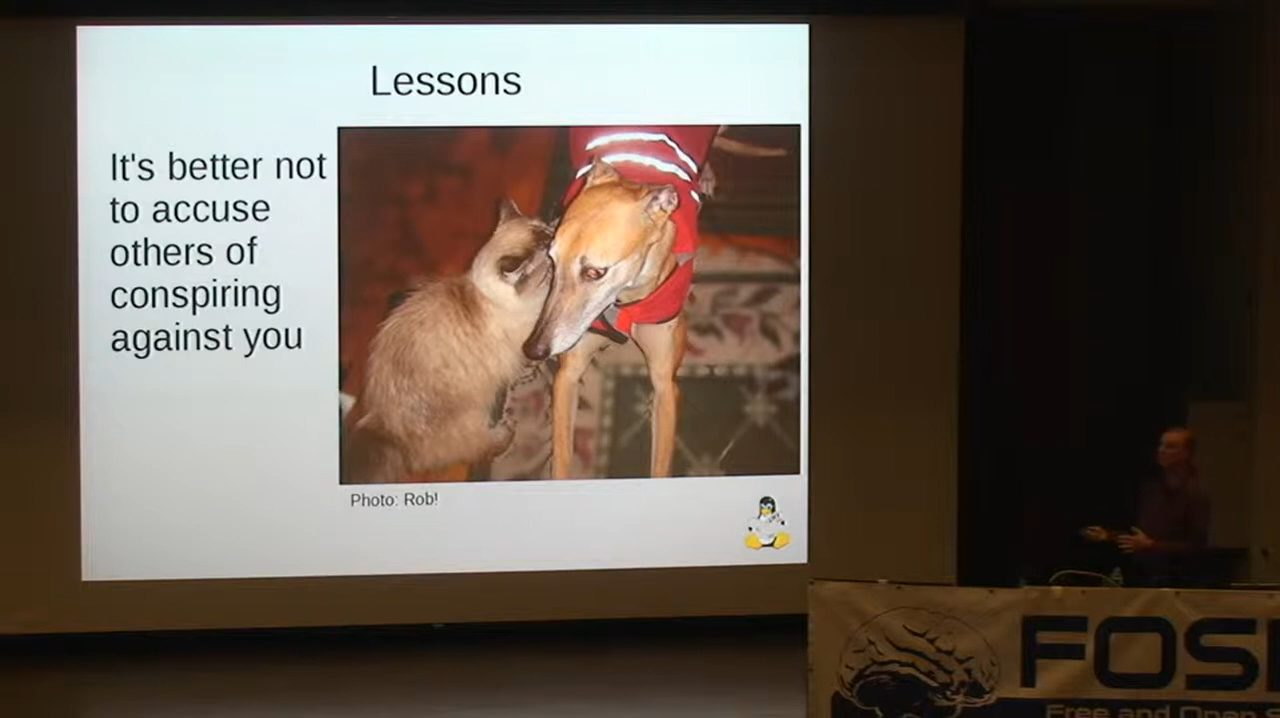 Lessons
It's better not
to accuse
others of
conspiring
against you
Photo: Rob!
FOS
Free and Open